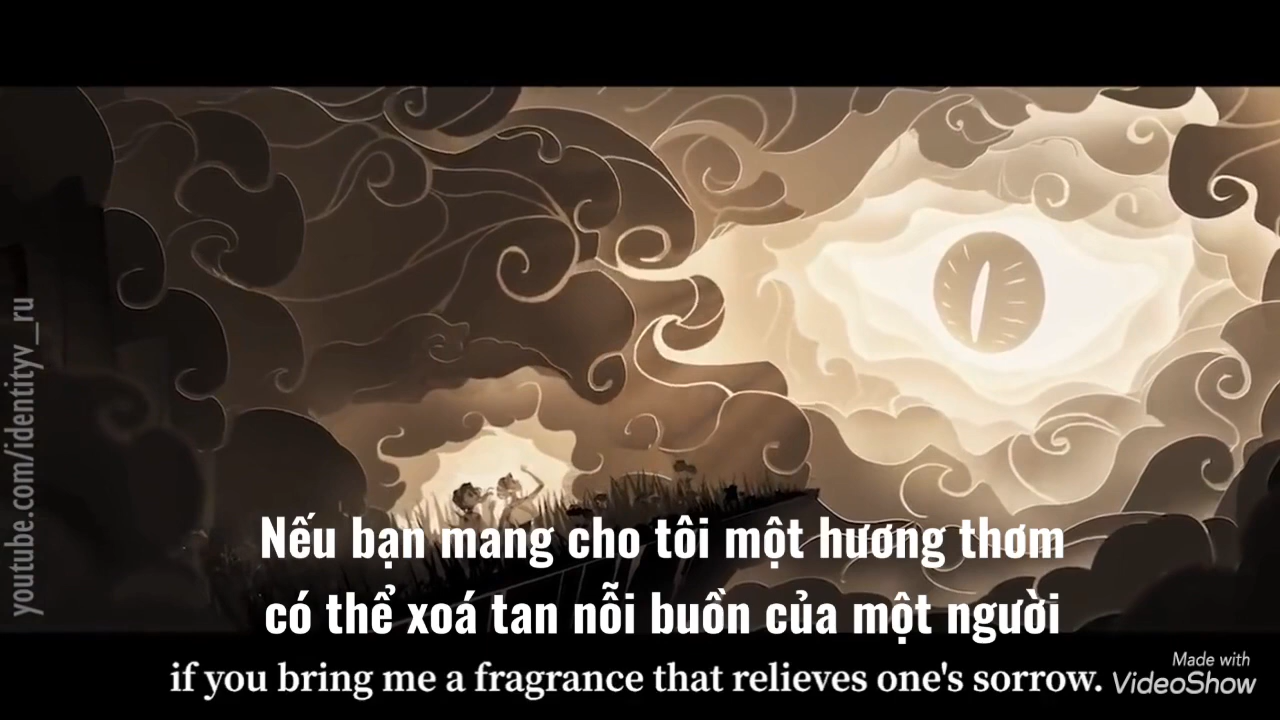 youtube.com/identityv_ru
Nếu bạn mang cho tôi một hương thơm
có thể xoá tan nỗi buồn của một người
if you bring me a fragrance that relieves one's sorrow.
Made with
VideoShow